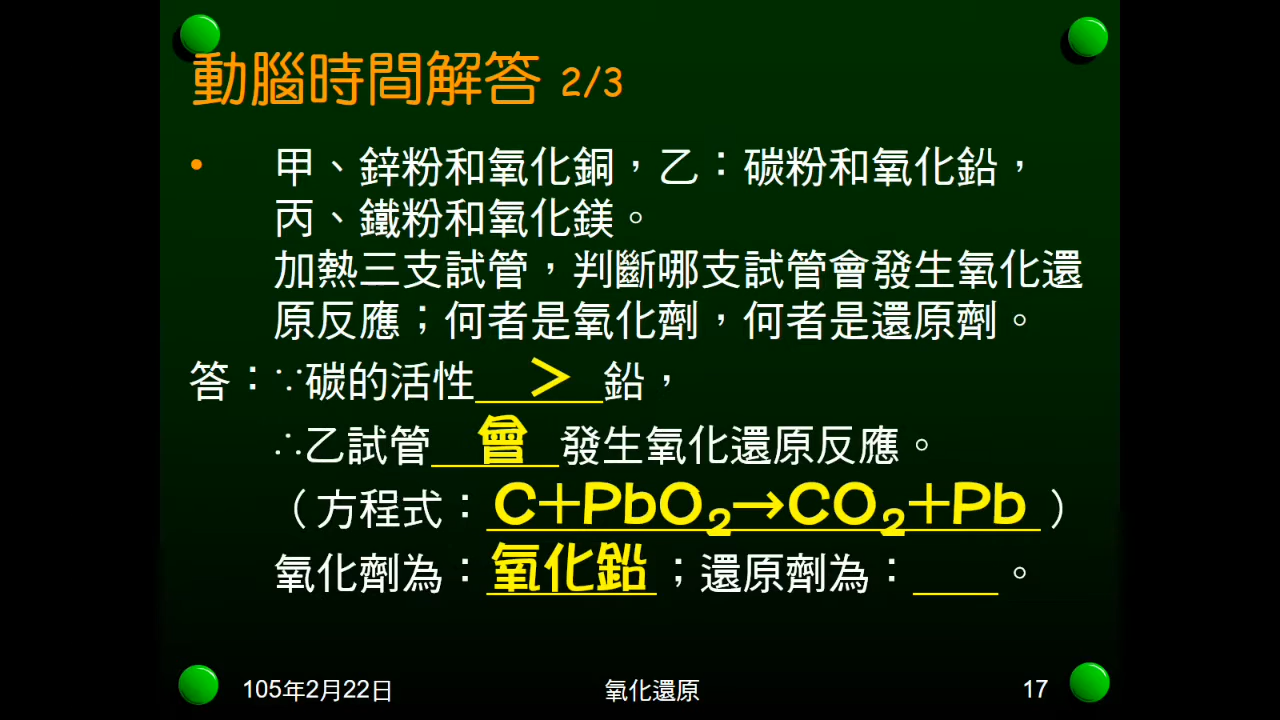 動腦時間解答 2/3
• 甲、鋅粉和氧化銅，乙：碳粉和氧化鉛，
丙、鐵粉和氧化鎂。
加熱三支試管，判斷哪支試管會發生氧化還
原反應；何者是氧化劑，何者是還原劑。
答：∵碳的活性＞鉛，
∴乙試管會發生氧化還原反應。
（方程式：C+PbO₂→CO₂+Pb）
氧化劑為：氧化鉛；還原劑為：____。
105年2月22日 氧化還原 17